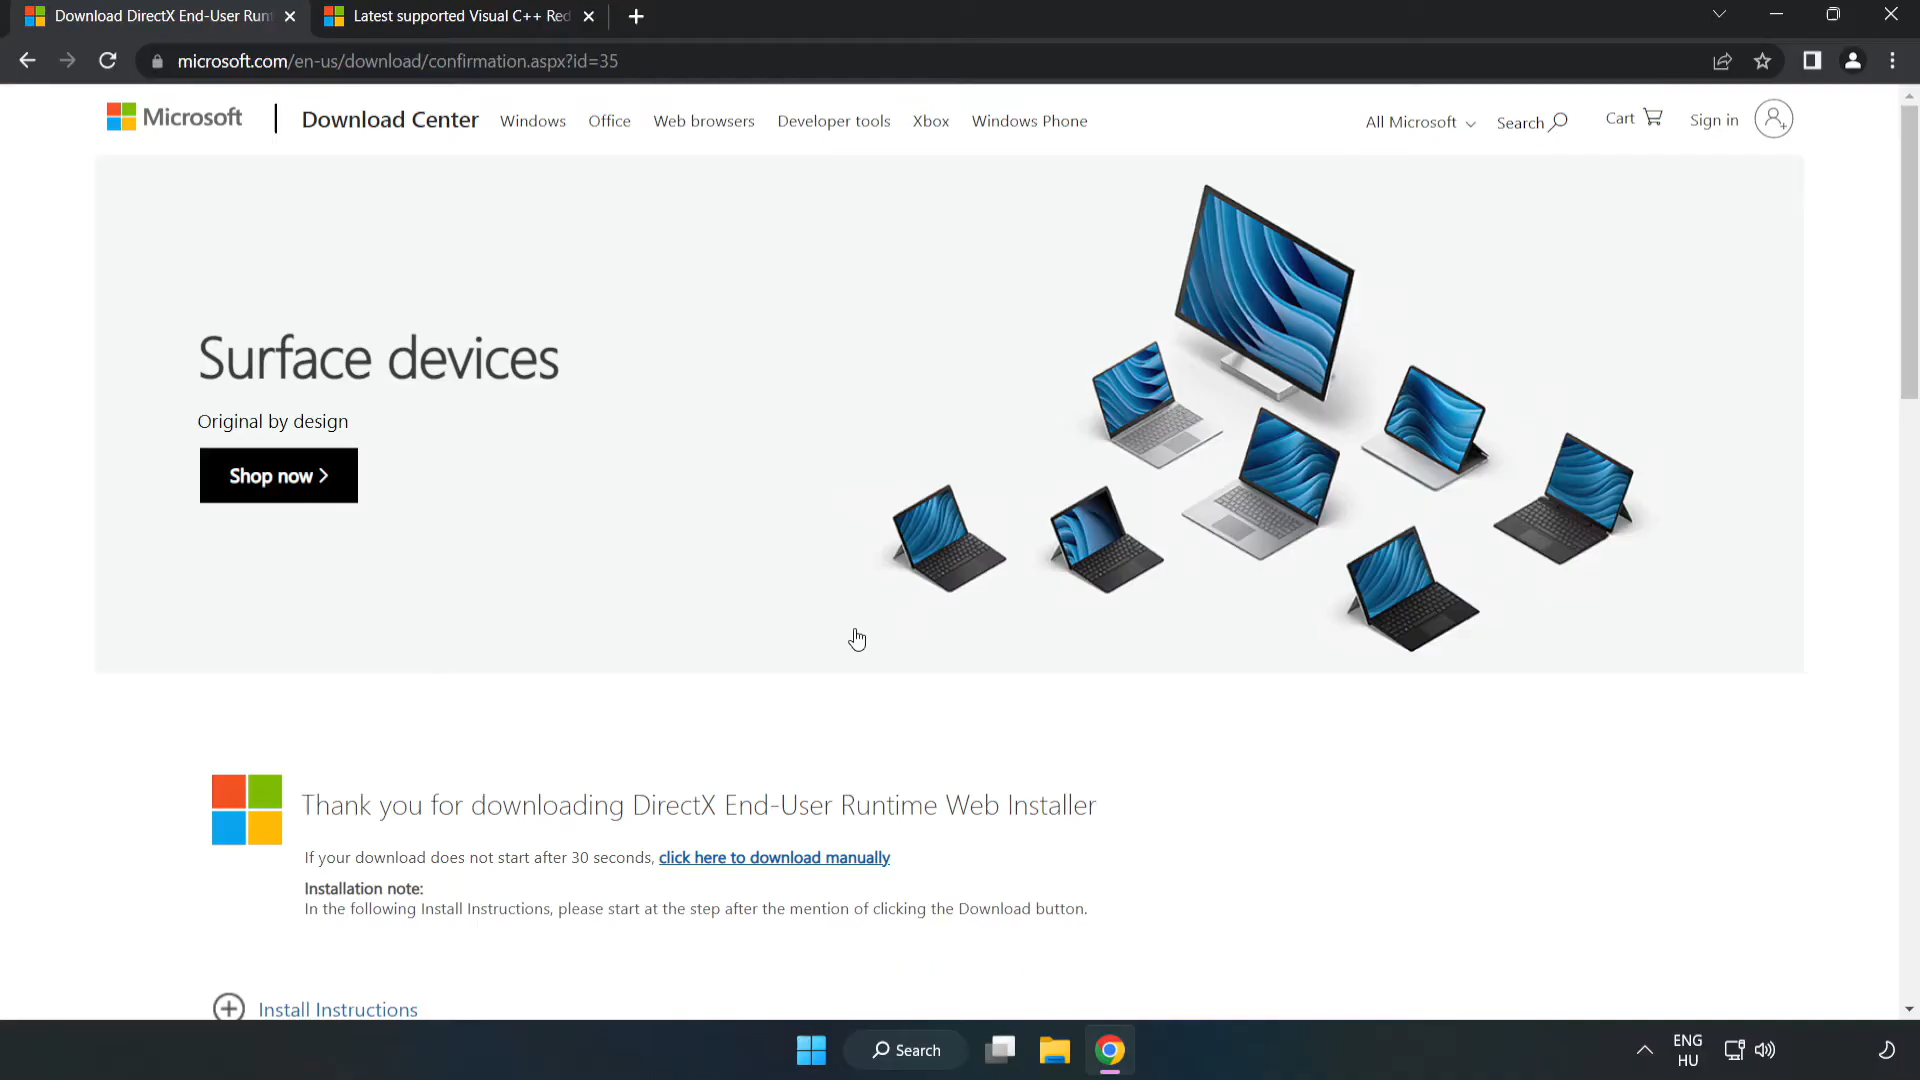 Download DirectX End-User Runt
Latest supported Visual C++ Red
microsoft.com/en-us/download/confirmation.aspx?id=35
Microsoft
Download Center
Windows
Office
Web browsers
Developer tools
Xbox
Windows Phone
All Microsoft
Search
Cart
Sign in
Surface devices
Original by design
Shop now
Thank you for downloading DirectX End-User Runtime Web Installer
If your download does not start after 30 seconds, click here to download manually
Installation note:
In the following Install Instructions, please start at the step after the mention of clicking the Download button.
Install Instructions
Search
ENG
HU